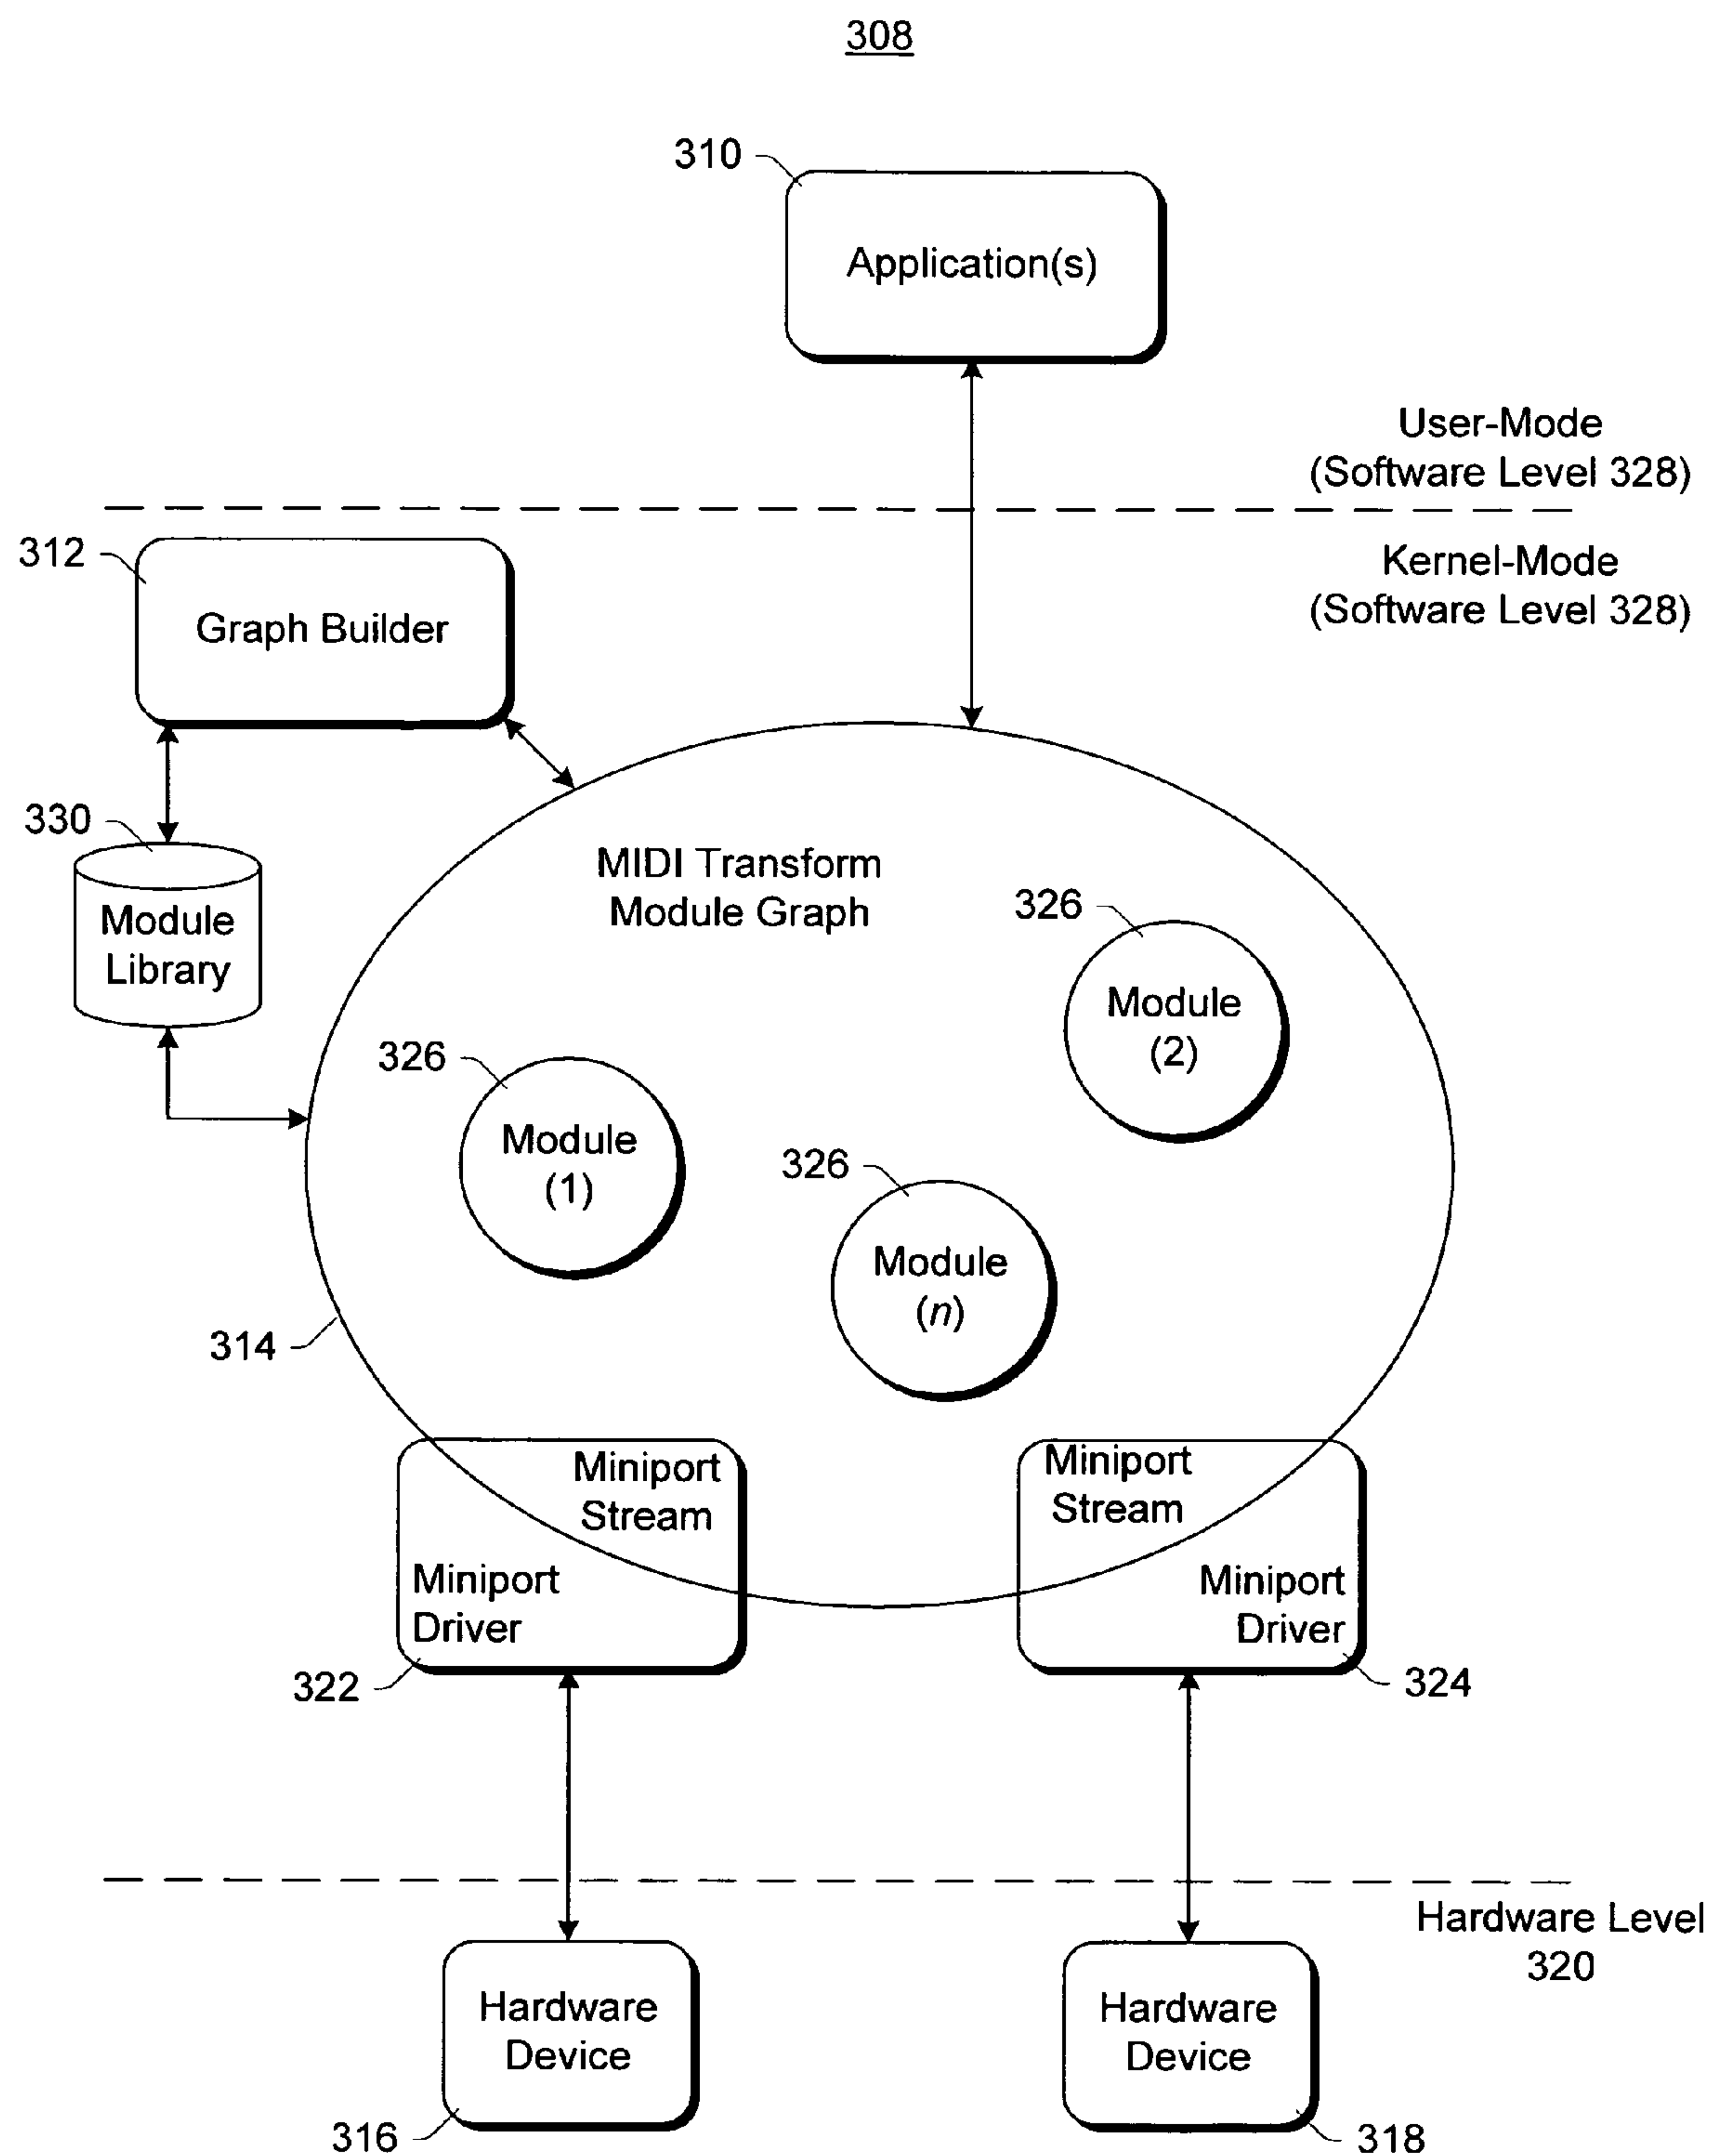 308
310
Application(s)
User-Mode
(Software Level 328)
312
Kernel-Mode
(Software Level 328)
Graph Builder
330
MIDI Transform
Module Graph
Module
Library
326
Module
(2)
326
Module
(1)
326
Module
(n)
314
Miniport
Stream
Miniport
Driver
322
Miniport
Stream
Miniport
Driver
324
Hardware Level
320
Hardware
Device
316
Hardware
Device
318